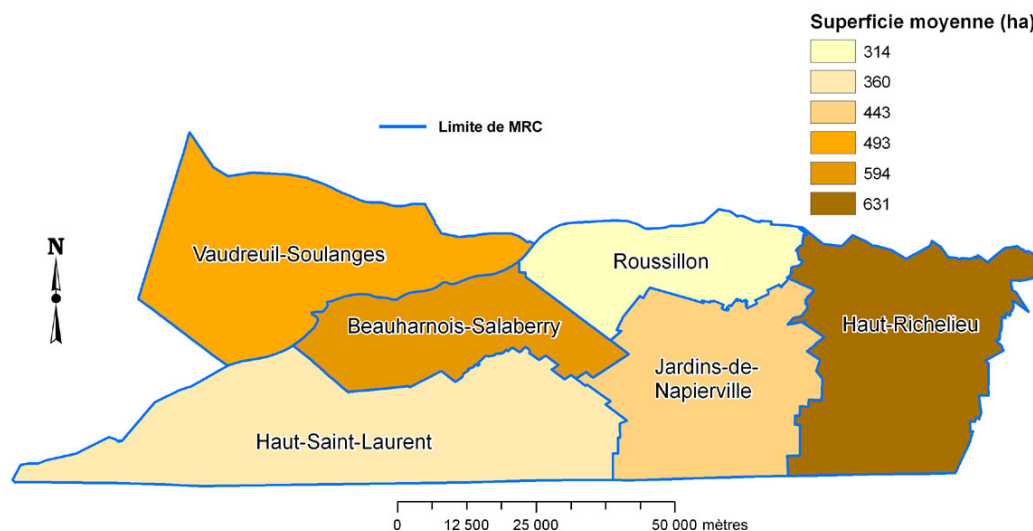 Superficie moyenne (ha)
314
360
443
493
594
631
Limite de MRC
N
Vaudreuil-Soulanges
Roussillon
Beauharnois-Salaberry
Haut-Richelieu
Jardins-de-
Napierville
Haut-Saint-Laurent
0 12 500 25 000 50 000 mètres